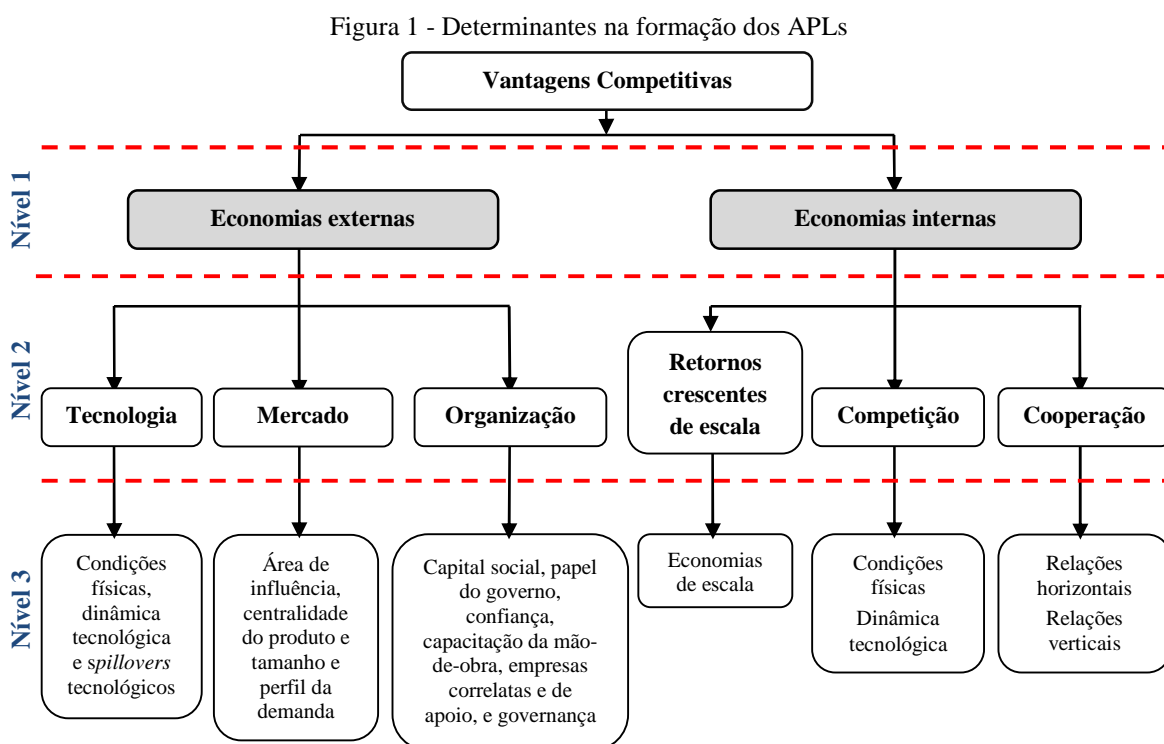 Figura 1 - Determinantes na formação dos APLs
Vantagens Competitivas
Nível 1
Economias externas
Economias internas
Nível 2
Tecnologia
Mercado
Organização
Retornos
crescentes
de escala
Competição
Cooperação
Nível 3
Condições
físicas,
dinâmica
tecnológica
e spillovers
tecnológicos
Área de
influência,
centralidade
do produto e
tamanho e
perfil da
demanda
Capital social, papel
do governo,
confiança,
capacitação da mão-
de-obra, empresas
correlatas e de
apoio, e governança
Economias
de escala
Condições
físicas
Dinâmica
tecnológica
Relações
horizontais
Relações
verticais